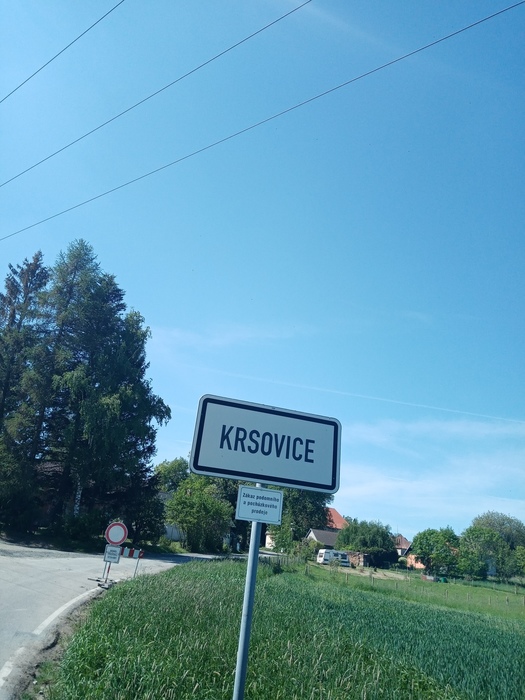 KRSOVICE
Zákaz podomního
a pochůzkového
prodeje